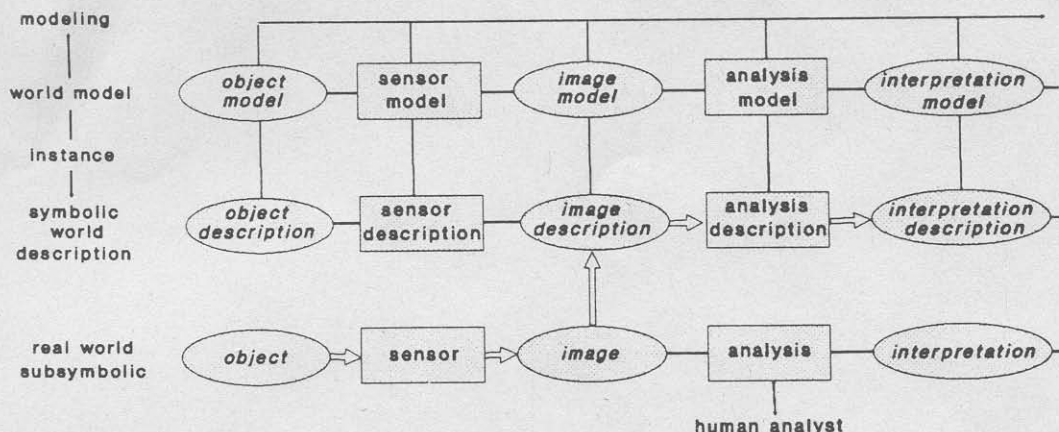 modeling
world model
object
model
sensor
model
image
model
analysis
model
interpretation
model
instance
symbolic
world
description
object
description
sensor
description
image
description
analysis
description
interpretation
description
real world
subsymbolic
object
sensor
image
analysis
interpretation
human analyst